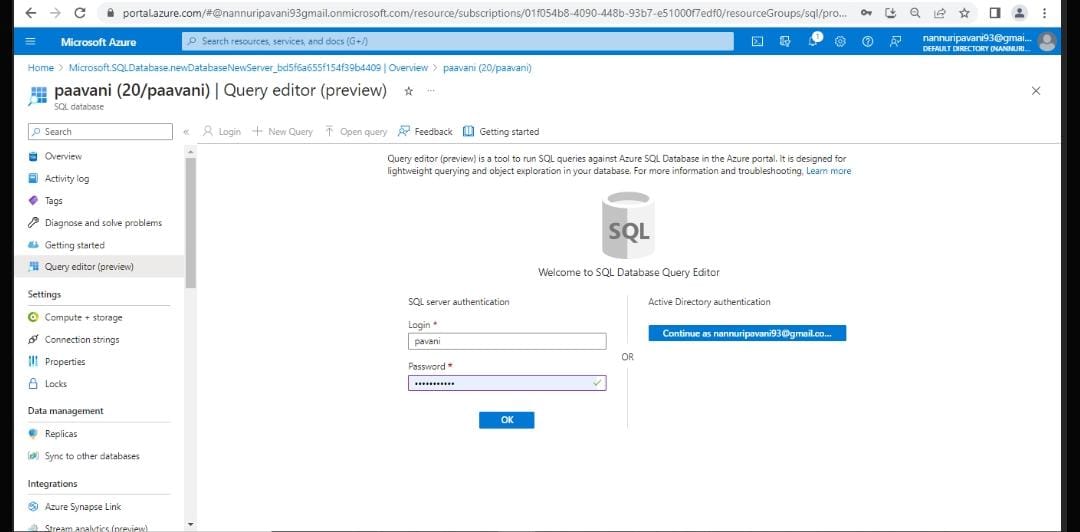 portal.azure.com/#@nannuripavani93gmail.onmicrosoft.com/resource/subscriptions/01f054b8-4090-448b-93b7-e51000f7edf0/resourceGroups/sql/pro...
Microsoft Azure
Search resources, services, and docs (G+/)
1
nannuripavani93@gmai...
DEFAULT DIRECTORY (NANNURI...
Home > Microsoft.SQLDatabase.newDatabaseNewServer_bd5f6a655f154f39b4409 | Overview > paavani (20/paavani)
paavani (20/paavani) | Query editor (preview)
SQL database
Search
Login
New Query
Open query
Feedback
Getting started
Overview
Activity log
Tags
Diagnose and solve problems
Getting started
Query editor (preview)
Settings
Compute + storage
Connection strings
Properties
Locks
Data management
Replicas
Sync to other databases
Integrations
Azure Synapse Link
Stream analytics (preview)
Query editor (preview) is a tool to run SQL queries against Azure SQL Database in the Azure portal. It is designed for
lightweight querying and object exploration in your database. For more information and troubleshooting, Learn more
SQL
Welcome to SQL Database Query Editor
SQL server authentication
Login *
pavani
Password *
•••••••••••
OK
OR
Active Directory authentication
Continue as nannuripavani93@gmail.co...